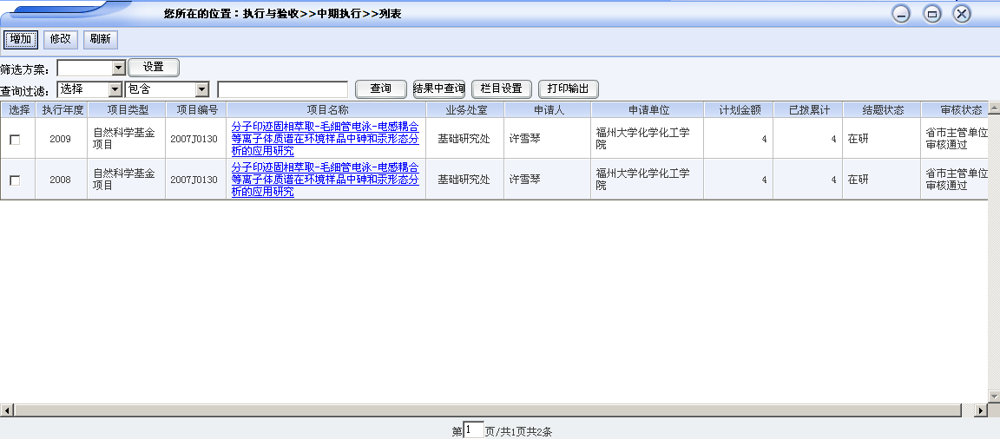 您所在的位置：执行与验收>>中期执行>>列表
增加 修改 刷新
筛选方案： 设置
查询过滤： 选择 包含 查询 结果中查询 栏目设置 打印输出
选择 执行年度 项目类型 项目编号 项目名称 业务处室 申请人 申请单位 计划金额 已拨累计 结题状态 审核状态
2009 自然科学基金项目 2007J0130 分子印迹固相萃取-毛细管电泳-电感耦合等离子体质谱在环境样品中砷和汞形态分析的应用研究 基础研究处 许雪琴 福州大学化学化工学院 4 4 在研 省市主管单位审核通过
2008 自然科学基金项目 2007J0130 分子印迹固相萃取-毛细管电泳-电感耦合等离子体质谱在环境样品中砷和汞形态分析的应用研究 基础研究处 许雪琴 福州大学化学化工学院 4 4 在研 省市主管单位审核通过
第1页/共1页共2条